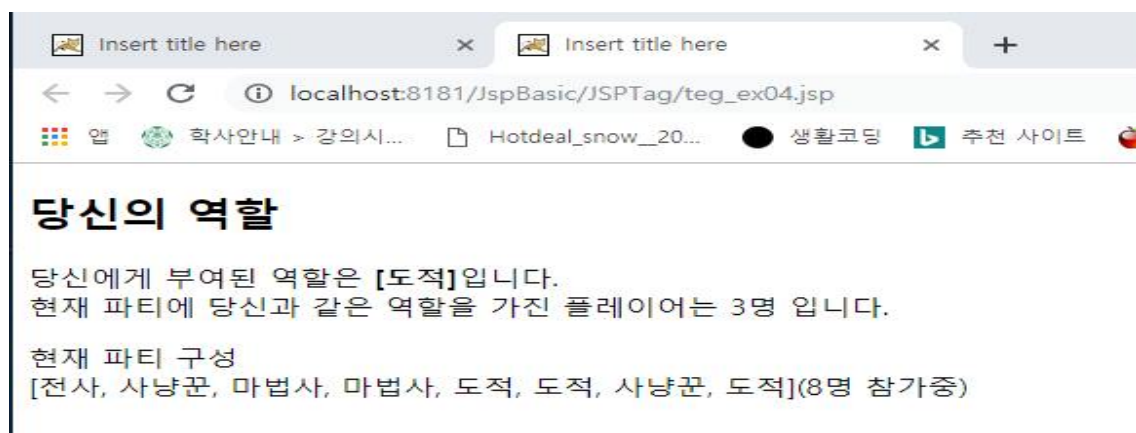 Insert title here
Insert title here
localhost:8181/JspBasic/JSPTag/teg_ex04.jsp
앱 학사안내 > 강의시... Hotdeal_snow__20... 생활코딩 추천 사이트
당신의 역할
당신에게 부여된 역할은 [도적]입니다.
현재 파티에 당신과 같은 역할을 가진 플레이어는 3명 입니다.
현재 파티 구성
[전사, 사냥꾼, 마법사, 마법사, 도적, 도적, 사냥꾼, 도적](8명 참가중)